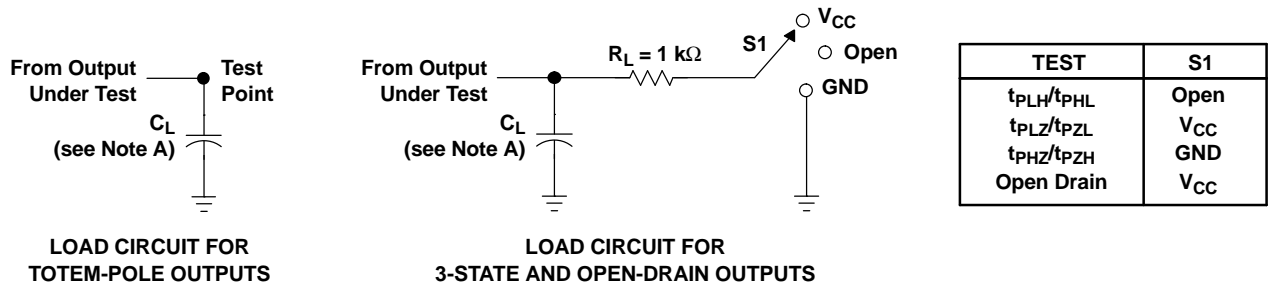 From Output
Under Test
Test
Point
C_L
(see Note A)
LOAD CIRCUIT FOR
TOTEM-POLE OUTPUTS
From Output
Under Test
C_L
(see Note A)
R_L = 1 kΩ
S1
V_CC
Open
GND
LOAD CIRCUIT FOR
3-STATE AND OPEN-DRAIN OUTPUTS
TEST S1
t_PLH/t_PHL Open
t_PLZ/t_PZL V_CC
t_PHZ/t_PZH GND
Open Drain V_CC